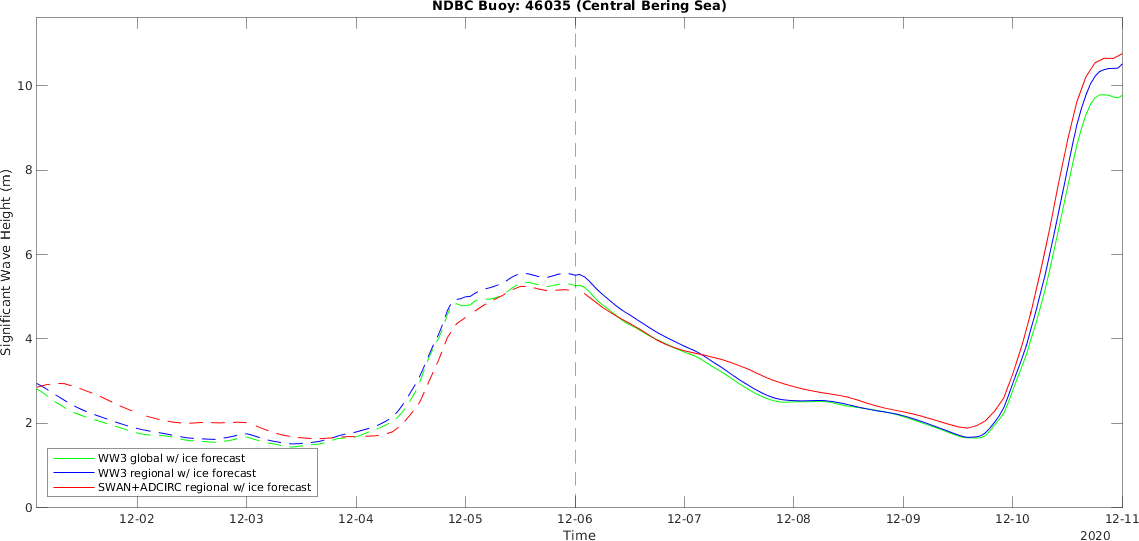 NDBC Buoy: 46035 (Central Bering Sea)
Significant Wave Height (m)
10
8
6
4
2
0
WW3 global w/ ice forecast
WW3 regional w/ ice forecast
SWAN+ADCIRC regional w/ ice forecast
12-02 12-03 12-04 12-05 12-06 12-07 12-08 12-09 12-10 12-11
Time
2020